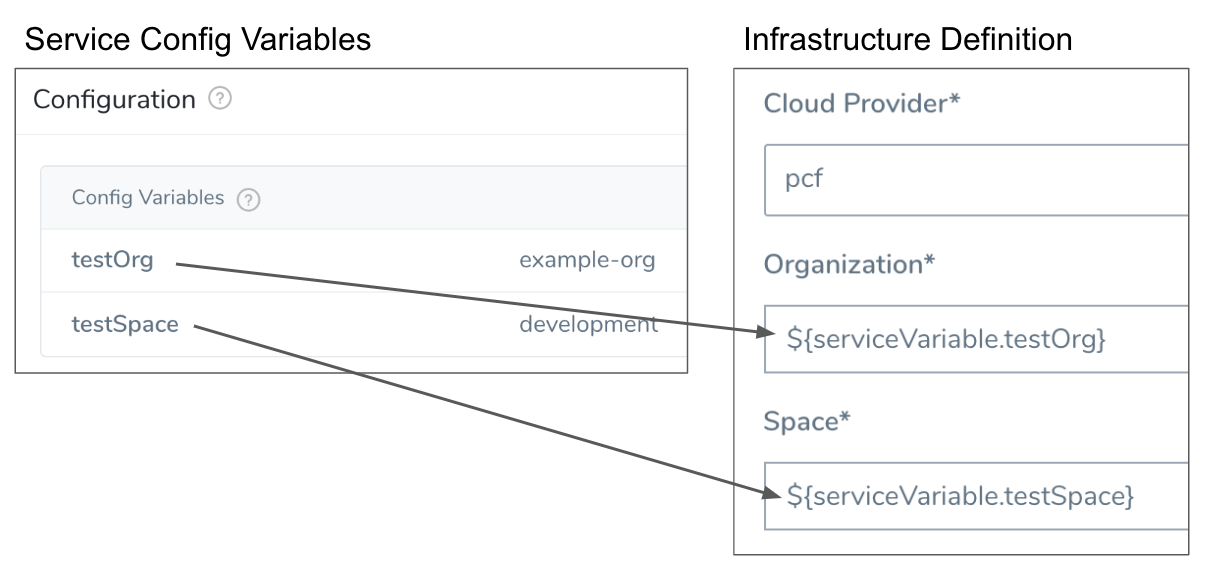 Service Config Variables
Configuration ?
Config Variables ?
testOrg example-org
testSpace development
Infrastructure Definition
Cloud Provider*
pcf
Organization*
${serviceVariable.testOrg}
Space*
${serviceVariable.testSpace}